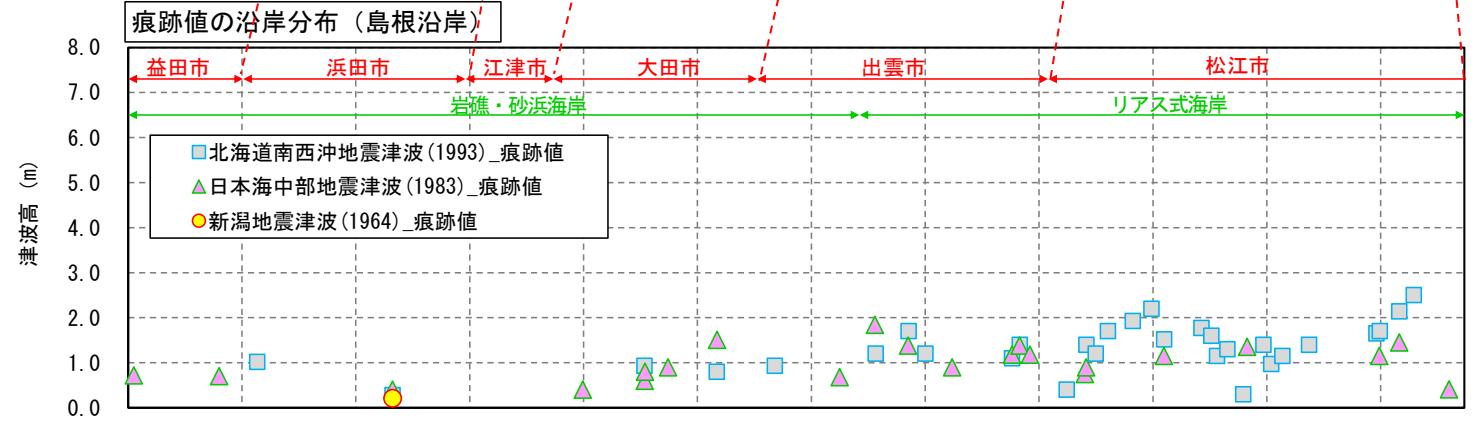 痕跡値の沿岸分布（島根沿岸）
8.0
益田市 浜田市 江津市 大田市 出雲市 松江市
7.0
岩礁・砂浜海岸 リアス式海岸
6.0
北海道南西沖地震津波(1993)_痕跡値
5.0
日本海中部地震津波(1983)_痕跡値
新潟地震津波(1964)_痕跡値
4.0
津波高 (m)
3.0
2.0
1.0
0.0